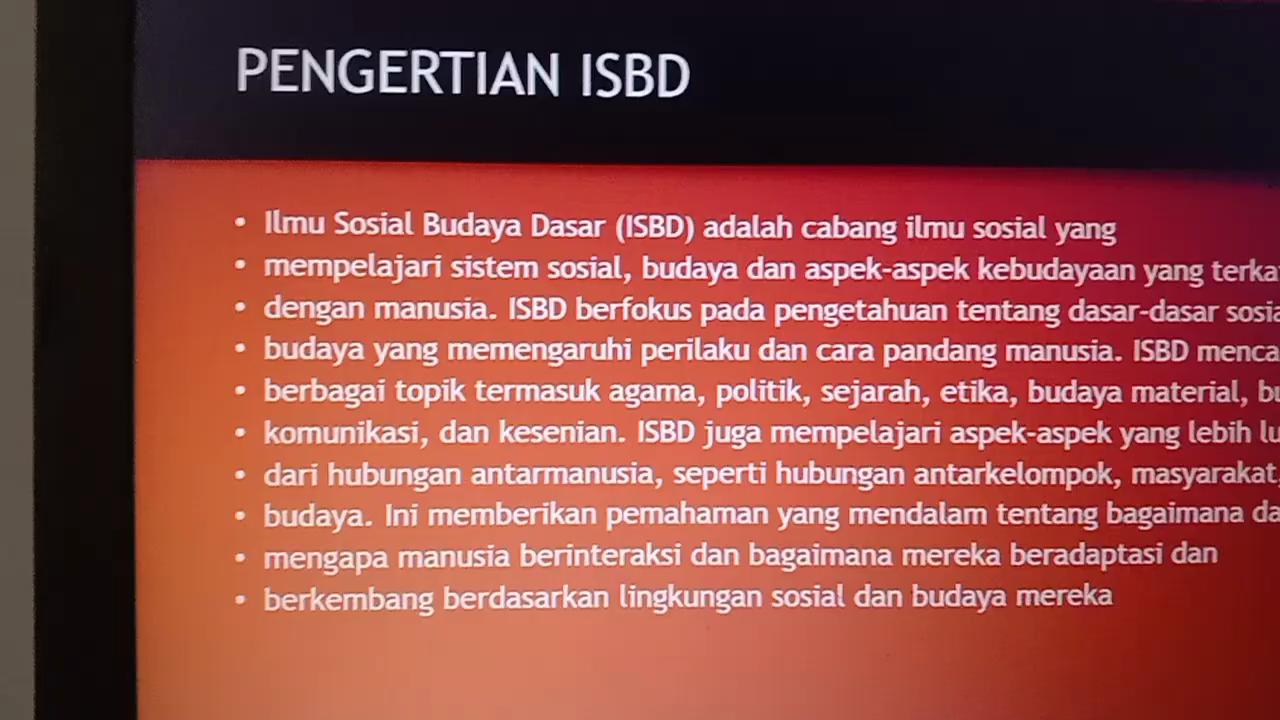 PENGERTIAN ISBD
• Ilmu Sosial Budaya Dasar (ISBD) adalah cabang ilmu sosial yang
• mempelajari sistem sosial, budaya dan aspek-aspek kebudayaan yang
• dengan manusia. ISBD berfokus pada pengetahuan tentang dasar-dasar
• budaya yang memengaruhi perilaku dan cara pandang manusia. ISBD
• berbagai topik termasuk agama, politik, sejarah, etika, budaya material,
• komunikasi, dan kesenian. ISBD juga mempelajari aspek-aspek yang lebih
• dari hubungan antarmanusia, seperti hubungan antarkelompok, masyarakat,
• budaya. Ini memberikan pemahaman yang mendalam tentang bagaimana
• mengapa manusia berinteraksi dan bagaimana mereka beradaptasi dan
• berkembang berdasarkan lingkungan sosial dan budaya mereka